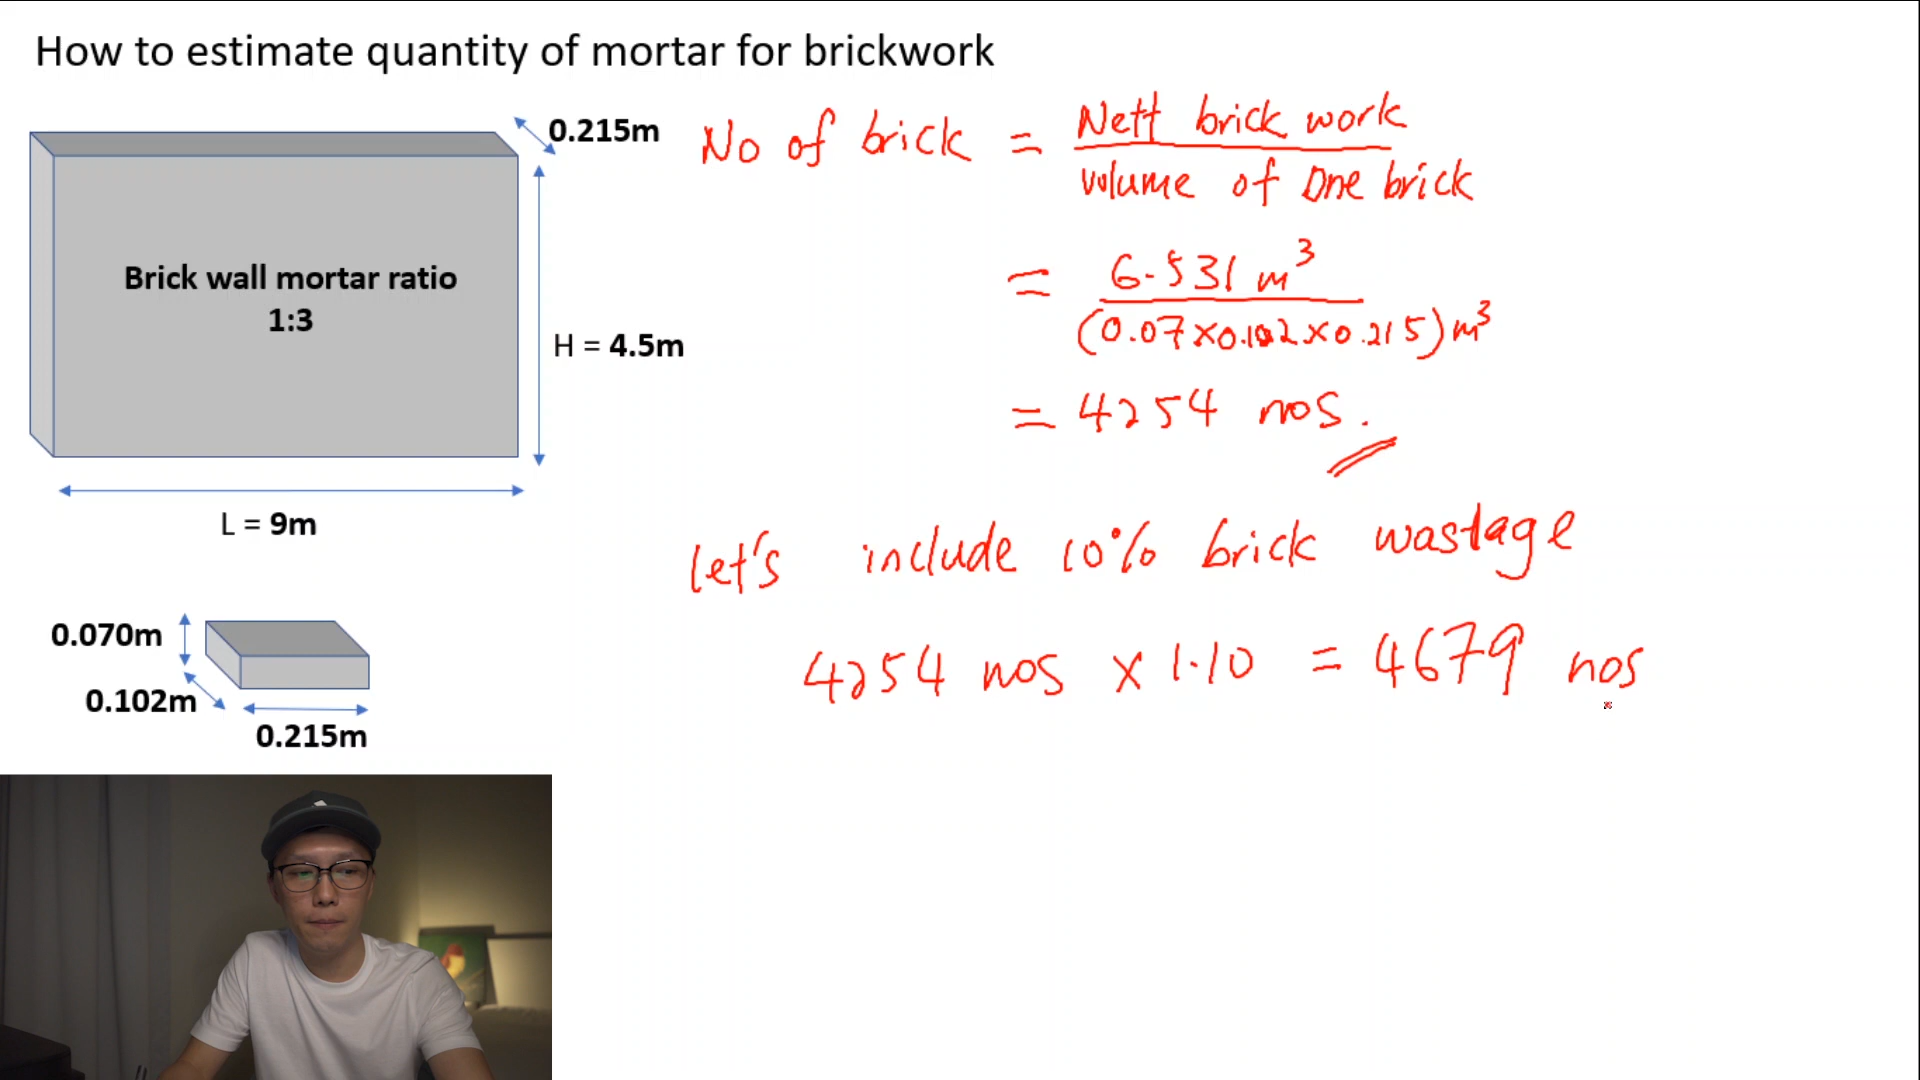 How to estimate quantity of mortar for brickwork
0.215m
Brick wall mortar ratio
1:3
H = 4.5m
L = 9m
0.070m
0.102m
0.215m
No of brick = Nett brick work
volume of One brick
= 6.531 m³
(0.07x0.102x0.215)m³
= 4254 nos.
let's include 10% brick wastage
4254 nos x 1.10 = 4679 nos